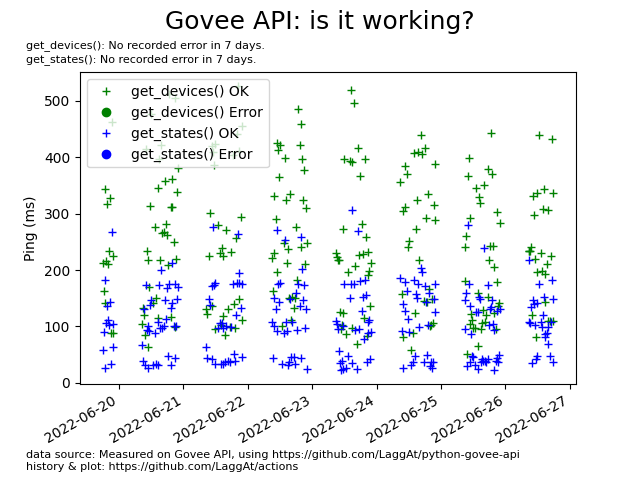 Govee API: is it working?
get_devices(): No recorded error in 7 days.
get_states(): No recorded error in 7 days.
get_devices() OK
get_devices() Error
get_states() OK
get_states() Error
Ping (ms)
500
400
300
200
100
0
2022-06-20
2022-06-21
2022-06-22
2022-06-23
2022-06-24
2022-06-25
2022-06-26
2022-06-27
data source: Measured on Govee API, using https://github.com/LaggAt/python-govee-api
history & plot: https://github.com/LaggAt/actions